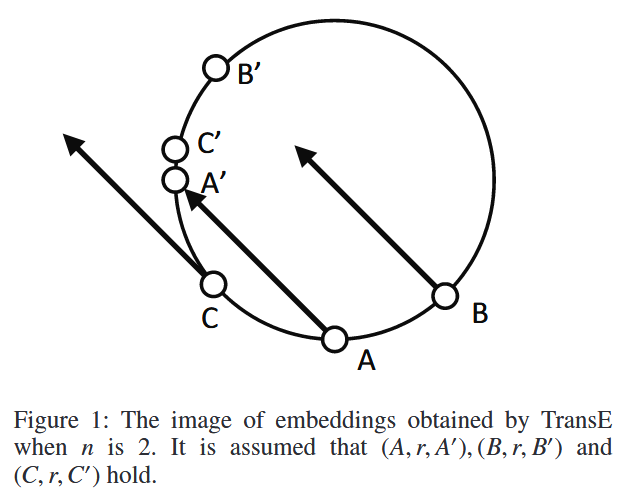 B′
C′
A′
C
B
A
Figure 1: The image of embeddings obtained by TransE
when n is 2. It is assumed that (A, r, A′), (B, r, B′) and
(C, r, C′) hold.